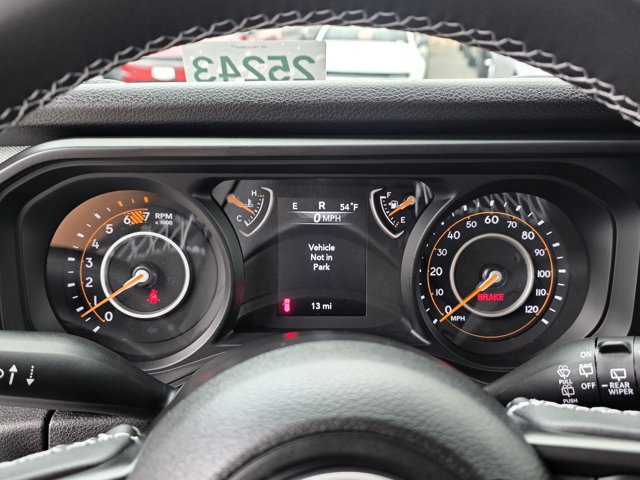 25243
H
C
E R 54°F
0 MPH
F
E
Vehicle
Not in
Park
13 mi
0
1
2
3
4
5
6
7
RPM
x 1000
0
10
20
30
40
50
60
70
80
90
100
110
120
MPH
BRAKE
ON
OFF
PULL
PUSH
REAR
WIPER